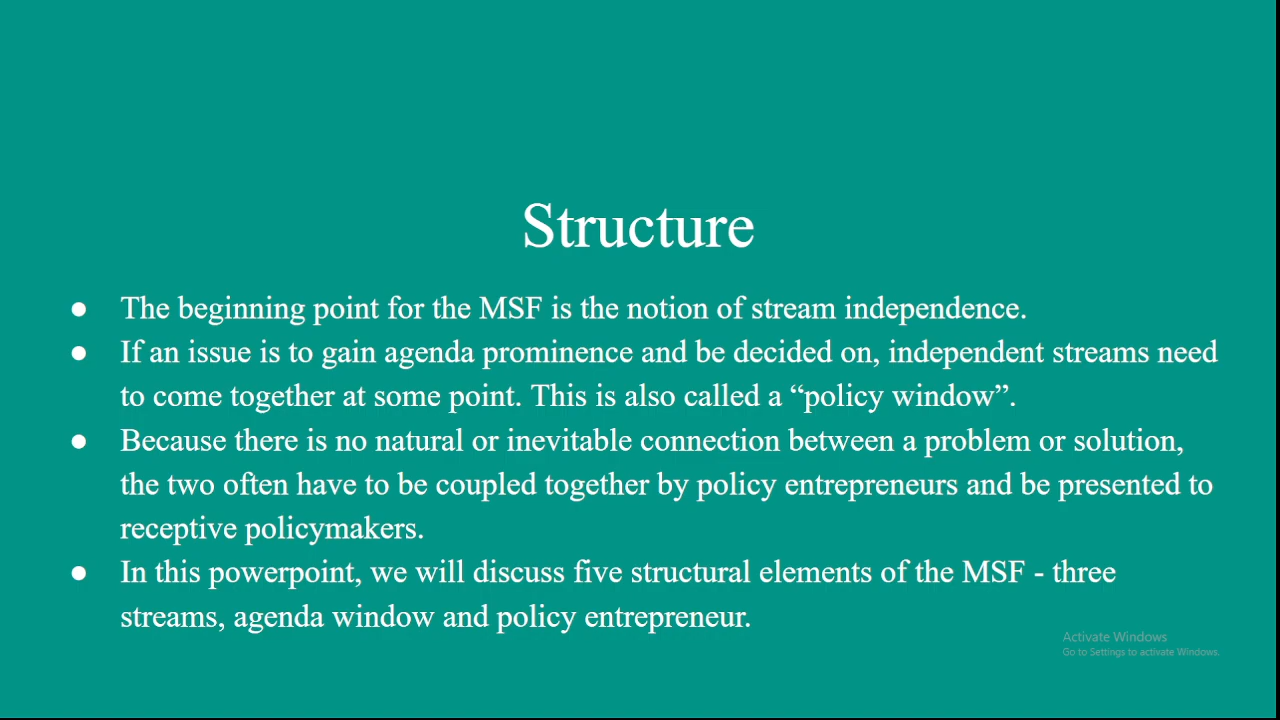 Structure
● The beginning point for the MSF is the notion of stream independence.
● If an issue is to gain agenda prominence and be decided on, independent streams need
to come together at some point. This is also called a “policy window”.
● Because there is no natural or inevitable connection between a problem or solution,
the two often have to be coupled together by policy entrepreneurs and be presented to
receptive policymakers.
● In this powerpoint, we will discuss five structural elements of the MSF - three
streams, agenda window and policy entrepreneur.
Activate Windows
Go to Settings to activate Windows.